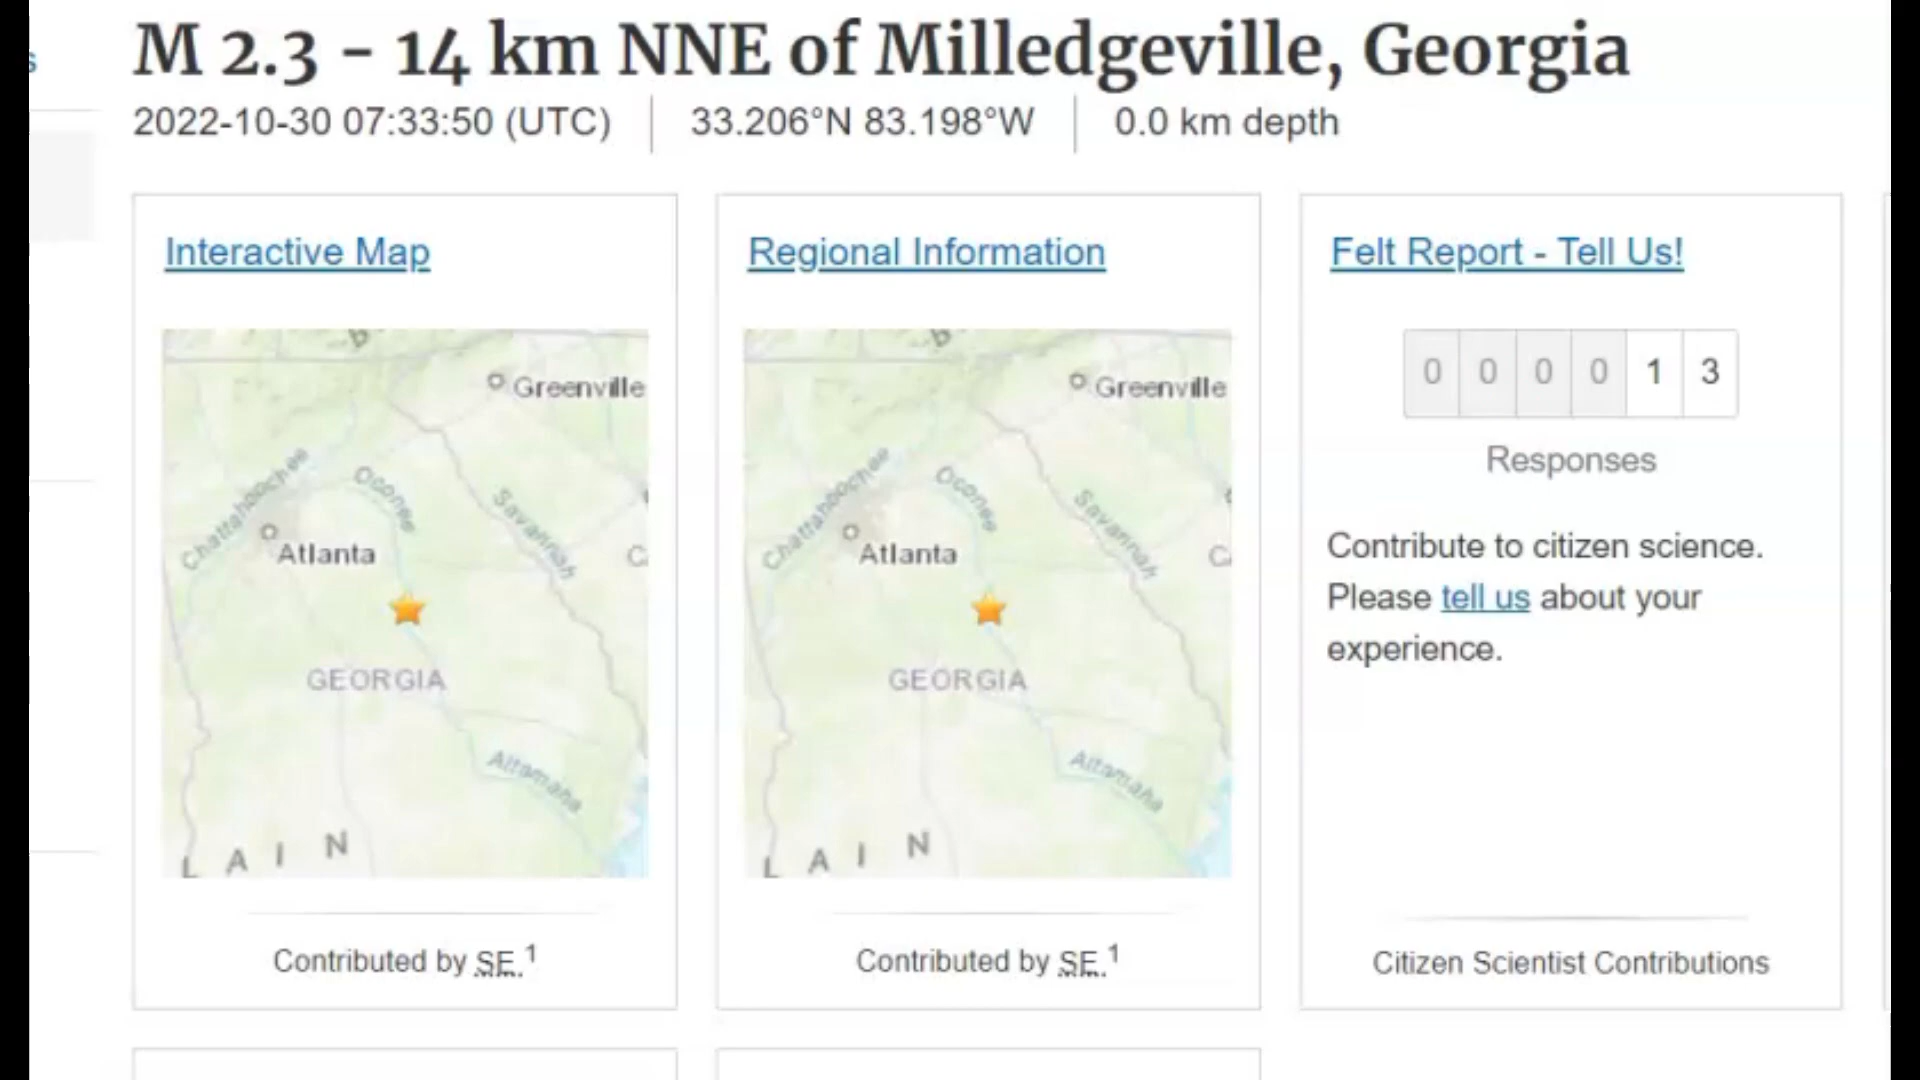 M 2.3 - 14 km NNE of Milledgeville, Georgia
2022-10-30 07:33:50 (UTC) 33.206°N 83.198°W 0.0 km depth
Interactive Map
Greenville
Chattahoochee
Oconee
Savannah
Atlanta
GEORGIA
Altamaha
L A I N
Contributed by SE.1
Regional Information
Greenville
Chattahoochee
Oconee
Savannah
Atlanta
GEORGIA
Altamaha
L A I N
Contributed by SE.1
Felt Report - Tell Us!
0 0 0 0 1 3
Responses
Contribute to citizen science.
Please tell us about your
experience.
Citizen Scientist Contributions